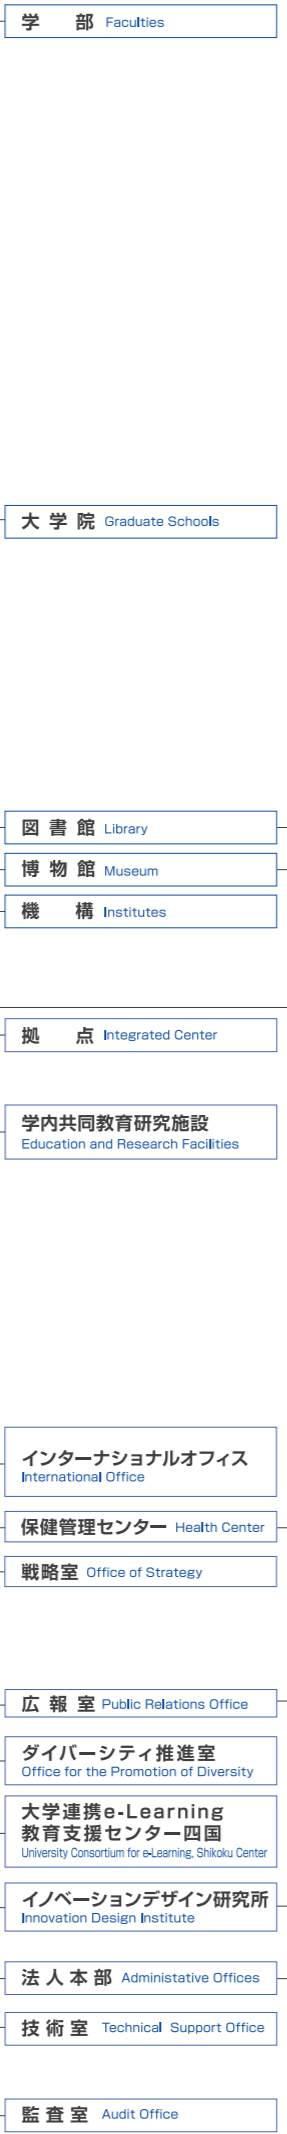 学　部 Faculties
大学院 Graduate Schools
図書館 Library
博物館 Museum
機　構 Institutes
拠　点 Integrated Center
学内共同教育研究施設
Education and Research Facilities
インターナショナルオフィス
International Office
保健管理センター Health Center
戦略室 Office of Strategy
広報室 Public Relations Office
ダイバーシティ推進室
Office for the Promotion of Diversity
大学連携e-Learning
教育支援センター四国
University Consortium for e-Learning, Shikoku Center
イノベーションデザイン研究所
Innovation Design Institute
法人本部 Administative Offices
技術室 Technical Support Office
監査室 Audit Office